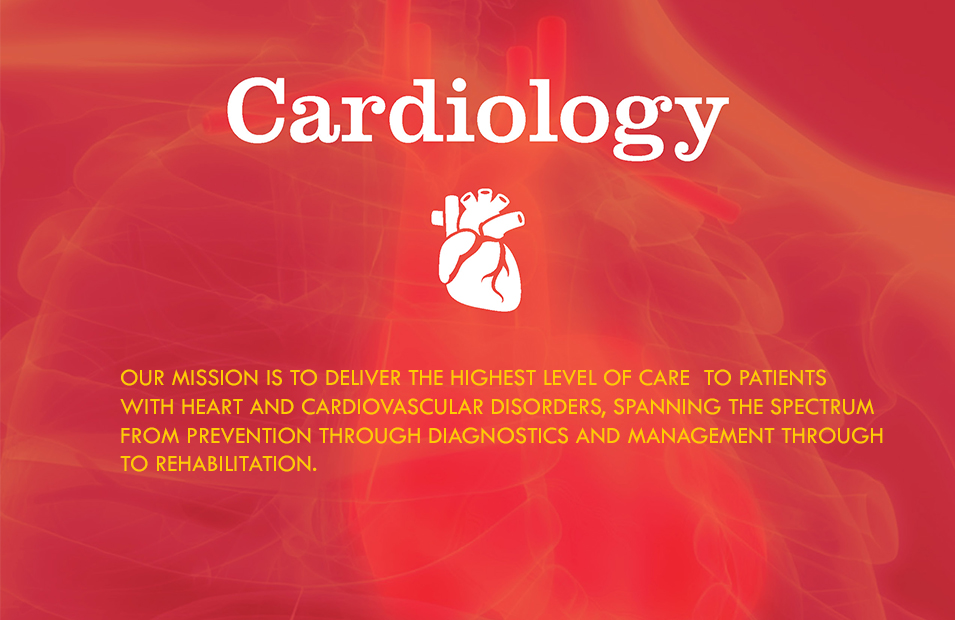 Cardiology
OUR MISSION IS TO DELIVER THE HIGHEST LEVEL OF CARE  TO PATIENTS
WITH HEART AND CARDIOVASCULAR DISORDERS, SPANNING THE SPECTRUM
FROM PREVENTION THROUGH DIAGNOSTICS AND MANAGEMENT THROUGH
TO REHABILITATION.